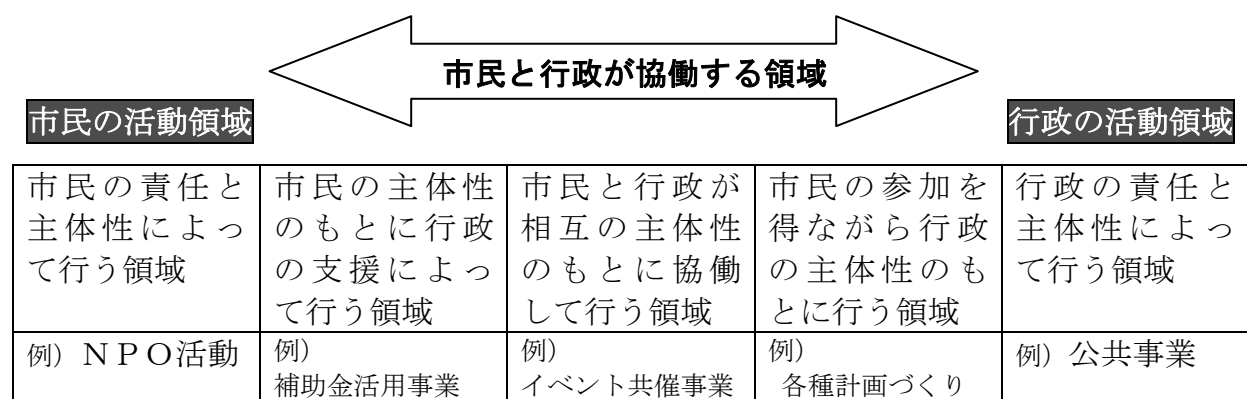 市民と行政が協働する領域
市民の活動領域
行政の活動領域
市民の責任と
主体性によっ
て行う領域
市民の主体性
のもとに行政
の支援によっ
て行う領域
市民と行政が
相互の主体性
のもとに協働
して行う領域
市民の参加を
得ながら行政
の主体性のも
とに行う領域
行政の責任と
主体性によっ
て行う領域
例）ＮＰＯ活動
例）
補助金活用事業
例）
イベント共催事業
例）
各種計画づくり
例）公共事業